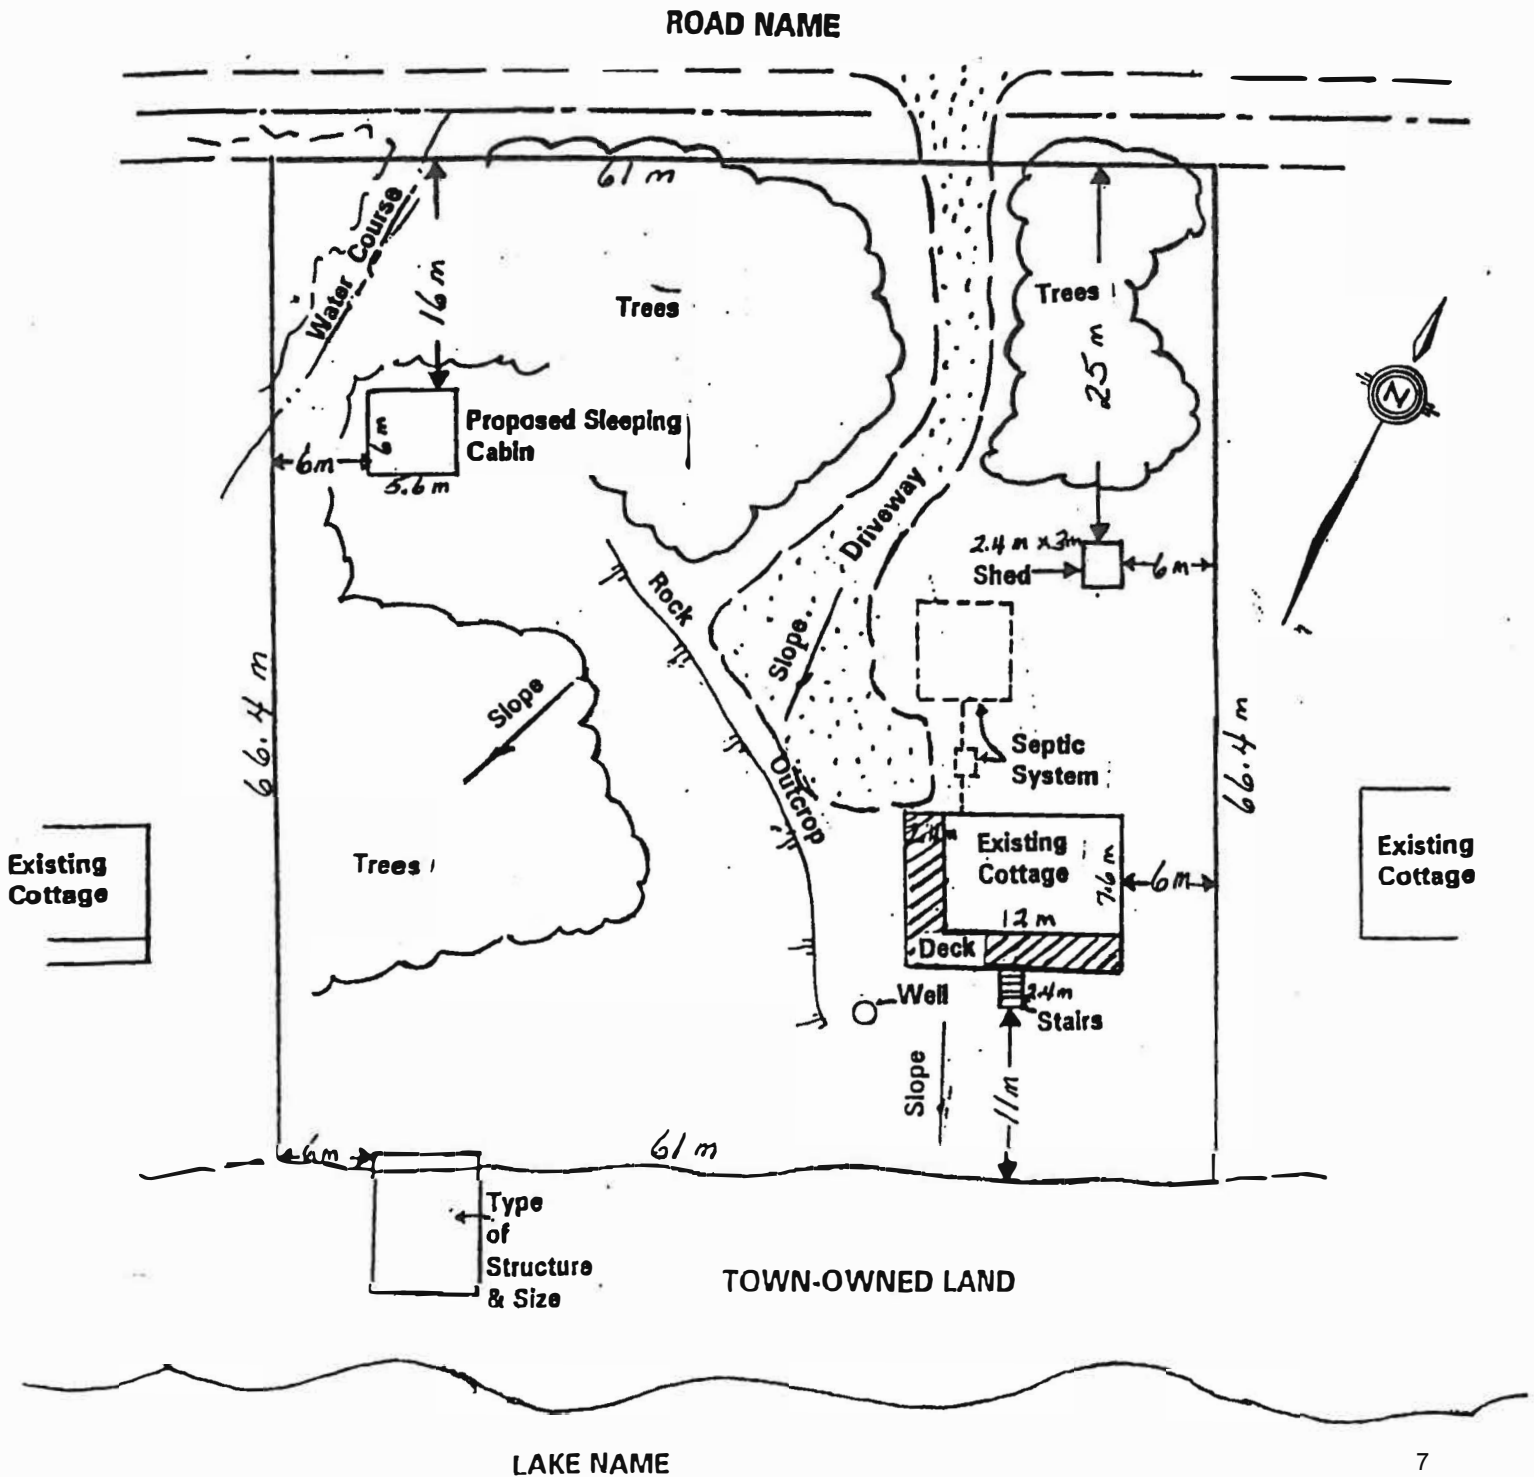 ROAD NAME
61 m
Water Course
16 m
Trees
Trees
25 m
N
Proposed Sleeping
Cabin
6m
6m
5.6 m
Driveway
2.4 m x 3m
Shed
6 m
Rock
Slope
Slope
66.4 m
66.4 m
Septic
System
Outcrop
Existing
Cottage
Trees
Existing
Cottage
7.6 m
6m
12 m
Deck
Existing
Cottage
Well
2.4m
Stairs
Slope
11m
6m
61 m
Type
of
Structure
& Size
TOWN-OWNED LAND
LAKE NAME
7